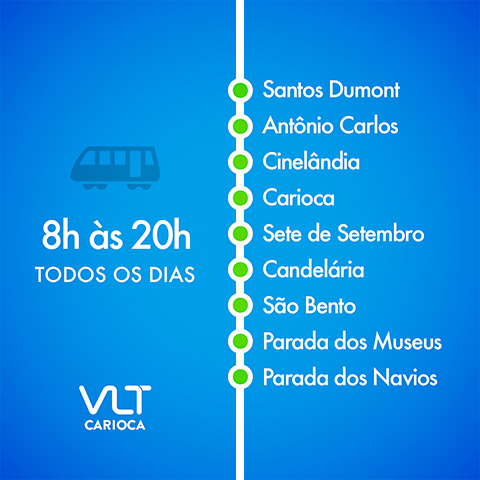 8h às 20h
TODOS OS DIAS
VLT
CARIOCA
Santos Dumont
Antônio Carlos
Cinelândia
Carioca
Sete de Setembro
Candelária
São Bento
Parada dos Museus
Parada dos Navios